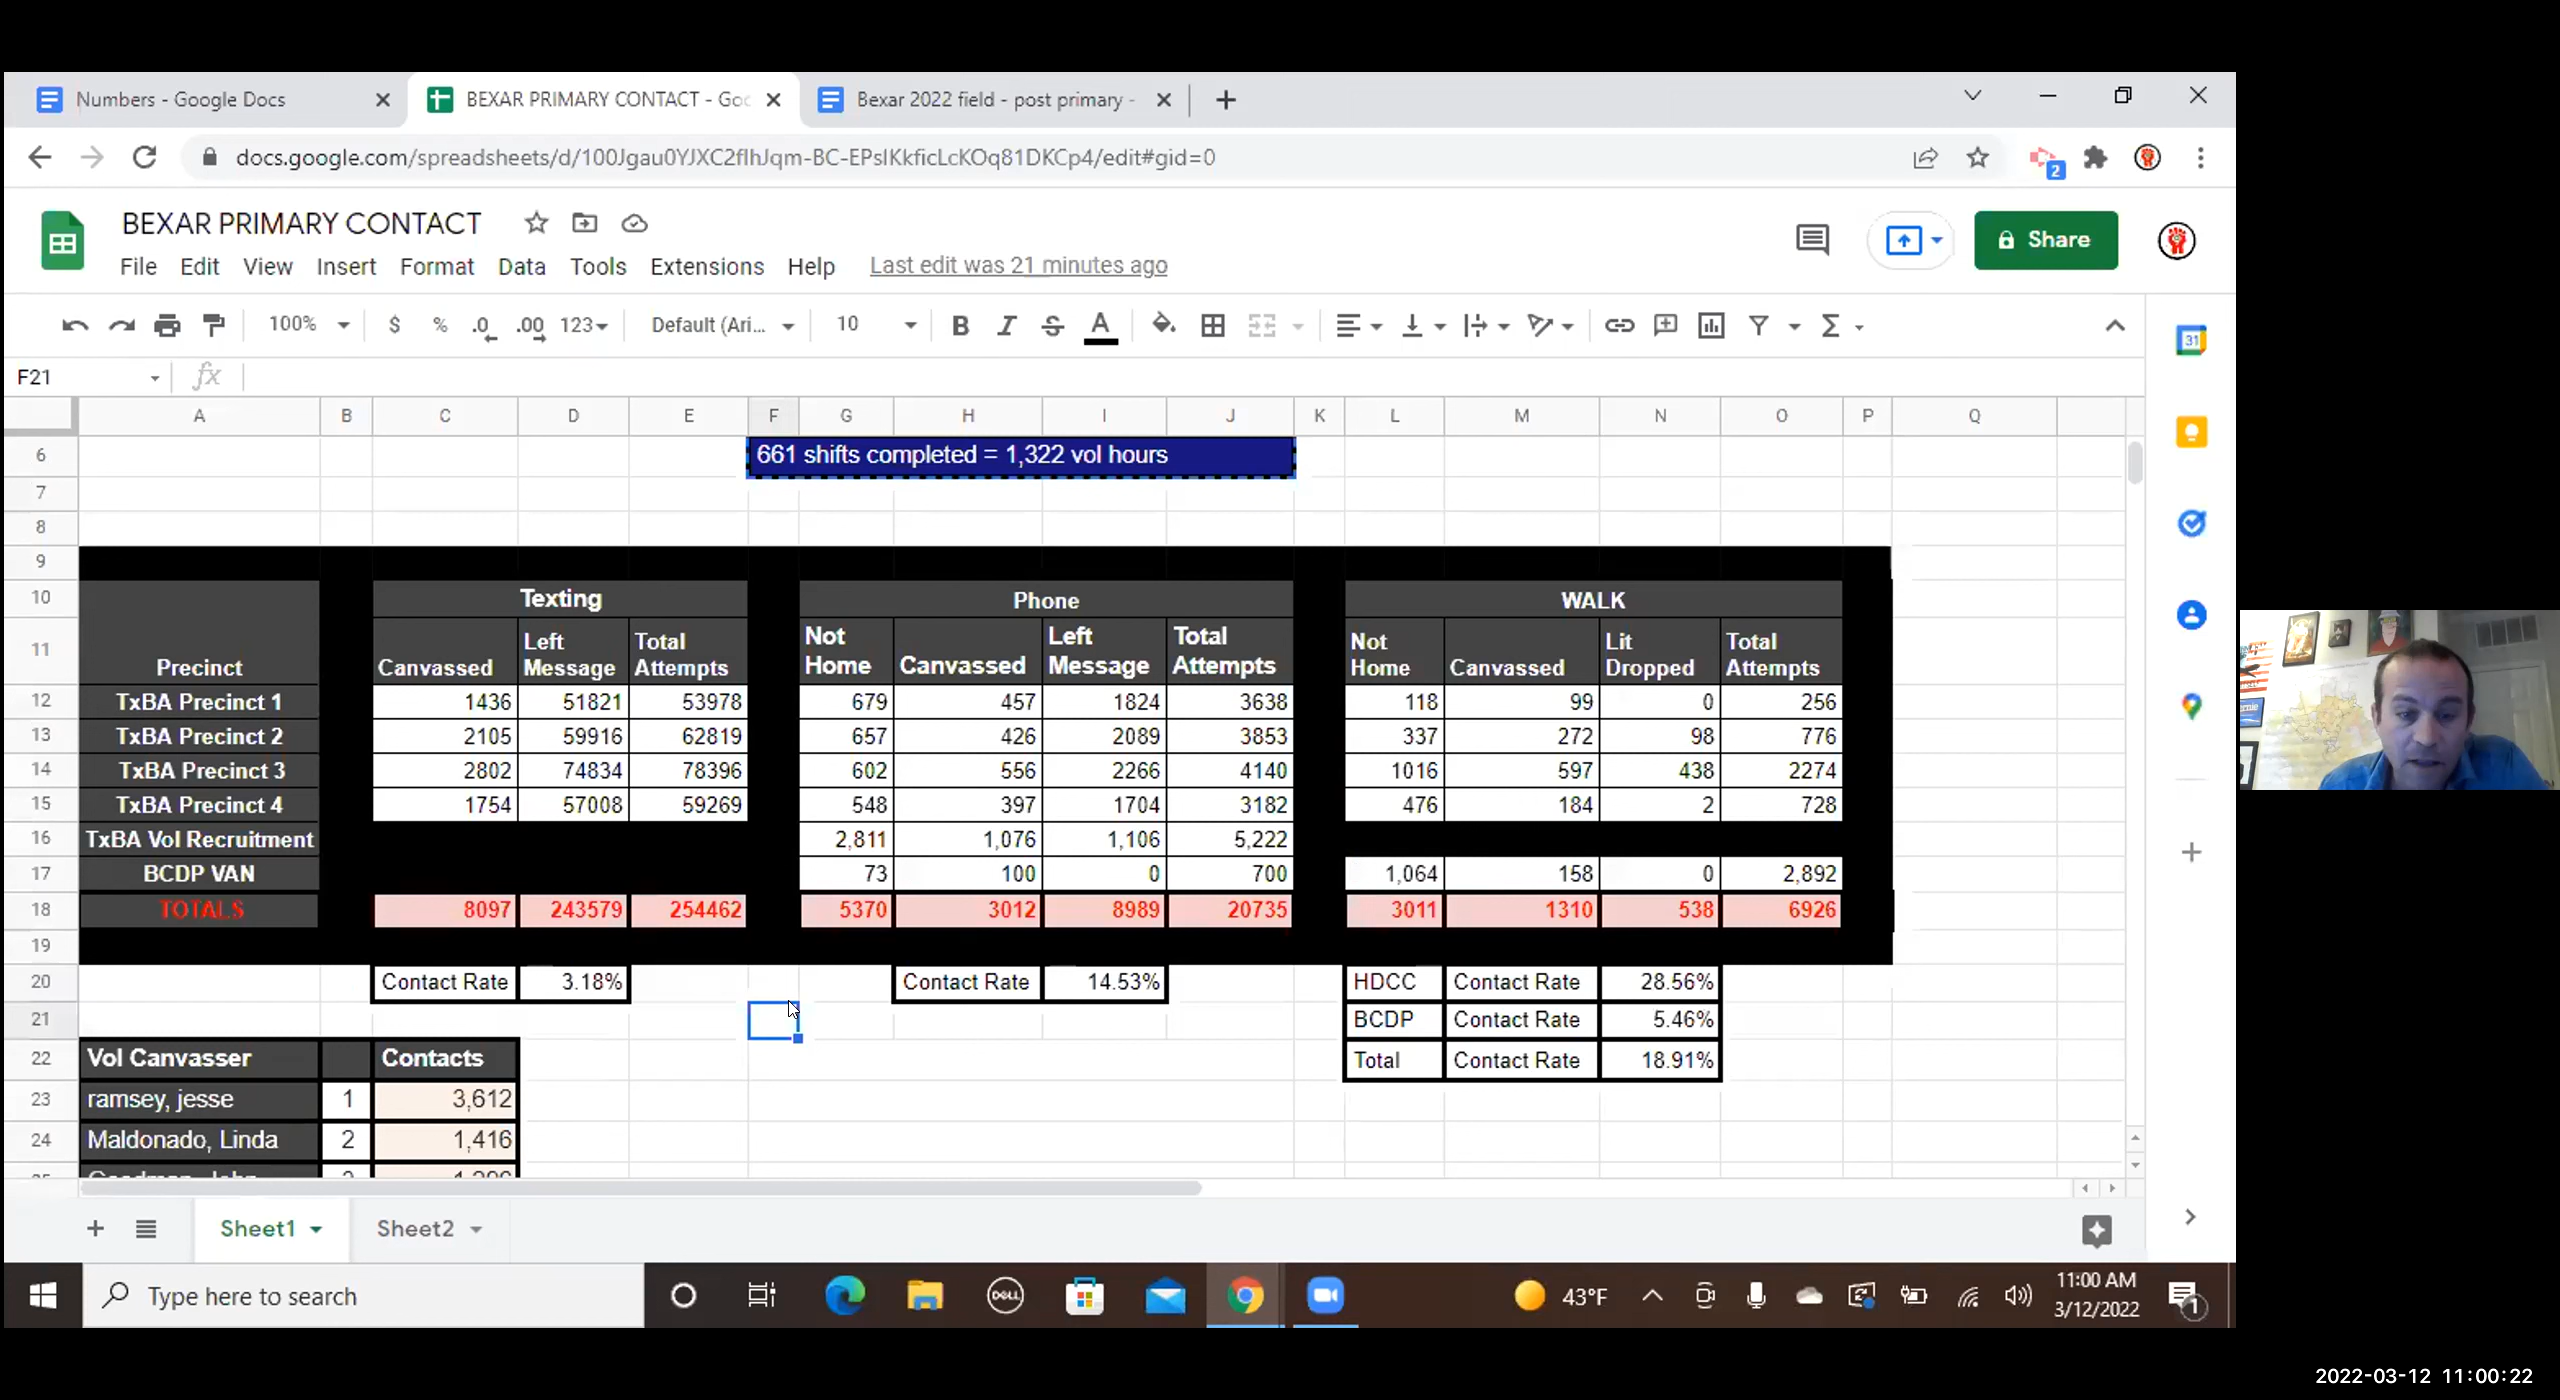 Numbers - Google Docs
BEXAR PRIMARY CONTACT - Goo
Bexar 2022 field - post primary -
docs.google.com/spreadsheets/d/100Jgau0YJXC2flhJqm-BC-EPsIKkficLcKOq81DKCp4/edit#gid=0
2
BEXAR PRIMARY CONTACT
Share
File Edit View Insert Format Data Tools Extensions Help Last edit was 21 minutes ago
100% $ % .0 .00 123 Default (Ari... 10 B I S A
31
F21 fx
A B C D E F G H I J K L M N O P Q
6 661 shifts completed = 1,322 vol hours
7
8
9
10 Texting Phone WALK
11 Precinct Canvassed Left Message Total Attempts Not Home Canvassed Left Message Total Attempts Not Home Canvassed Lit Dropped Total Attempts
12 TxBA Precinct 1 1436 51821 53978 679 457 1824 3638 118 99 0 256
13 TxBA Precinct 2 2105 59916 62819 657 426 2089 3853 337 272 98 776
14 TxBA Precinct 3 2802 74834 78396 602 556 2266 4140 1016 597 438 2274
15 TxBA Precinct 4 1754 57008 59269 548 397 1704 3182 476 184 2 728
16 TxBA Vol Recruitment 2,811 1,076 1,106 5,222
17 BCDP VAN 73 100 0 700 1,064 158 0 2,892
18 TOTALS 8097 243579 254462 5370 3012 8989 20735 3011 1310 538 6926
19
20 Contact Rate 3.18% Contact Rate 14.53% HDCC Contact Rate 28.56%
21 BCDP Contact Rate 5.46%
22 Vol Canvasser Contacts Total Contact Rate 18.91%
23 ramsey, jesse 1 3,612
24 Maldonado, Linda 2 1,416
Sheet1 Sheet2
Type here to search
DELL
43°F
11:00 AM
3/12/2022
1
2022-03-12 11:00:22